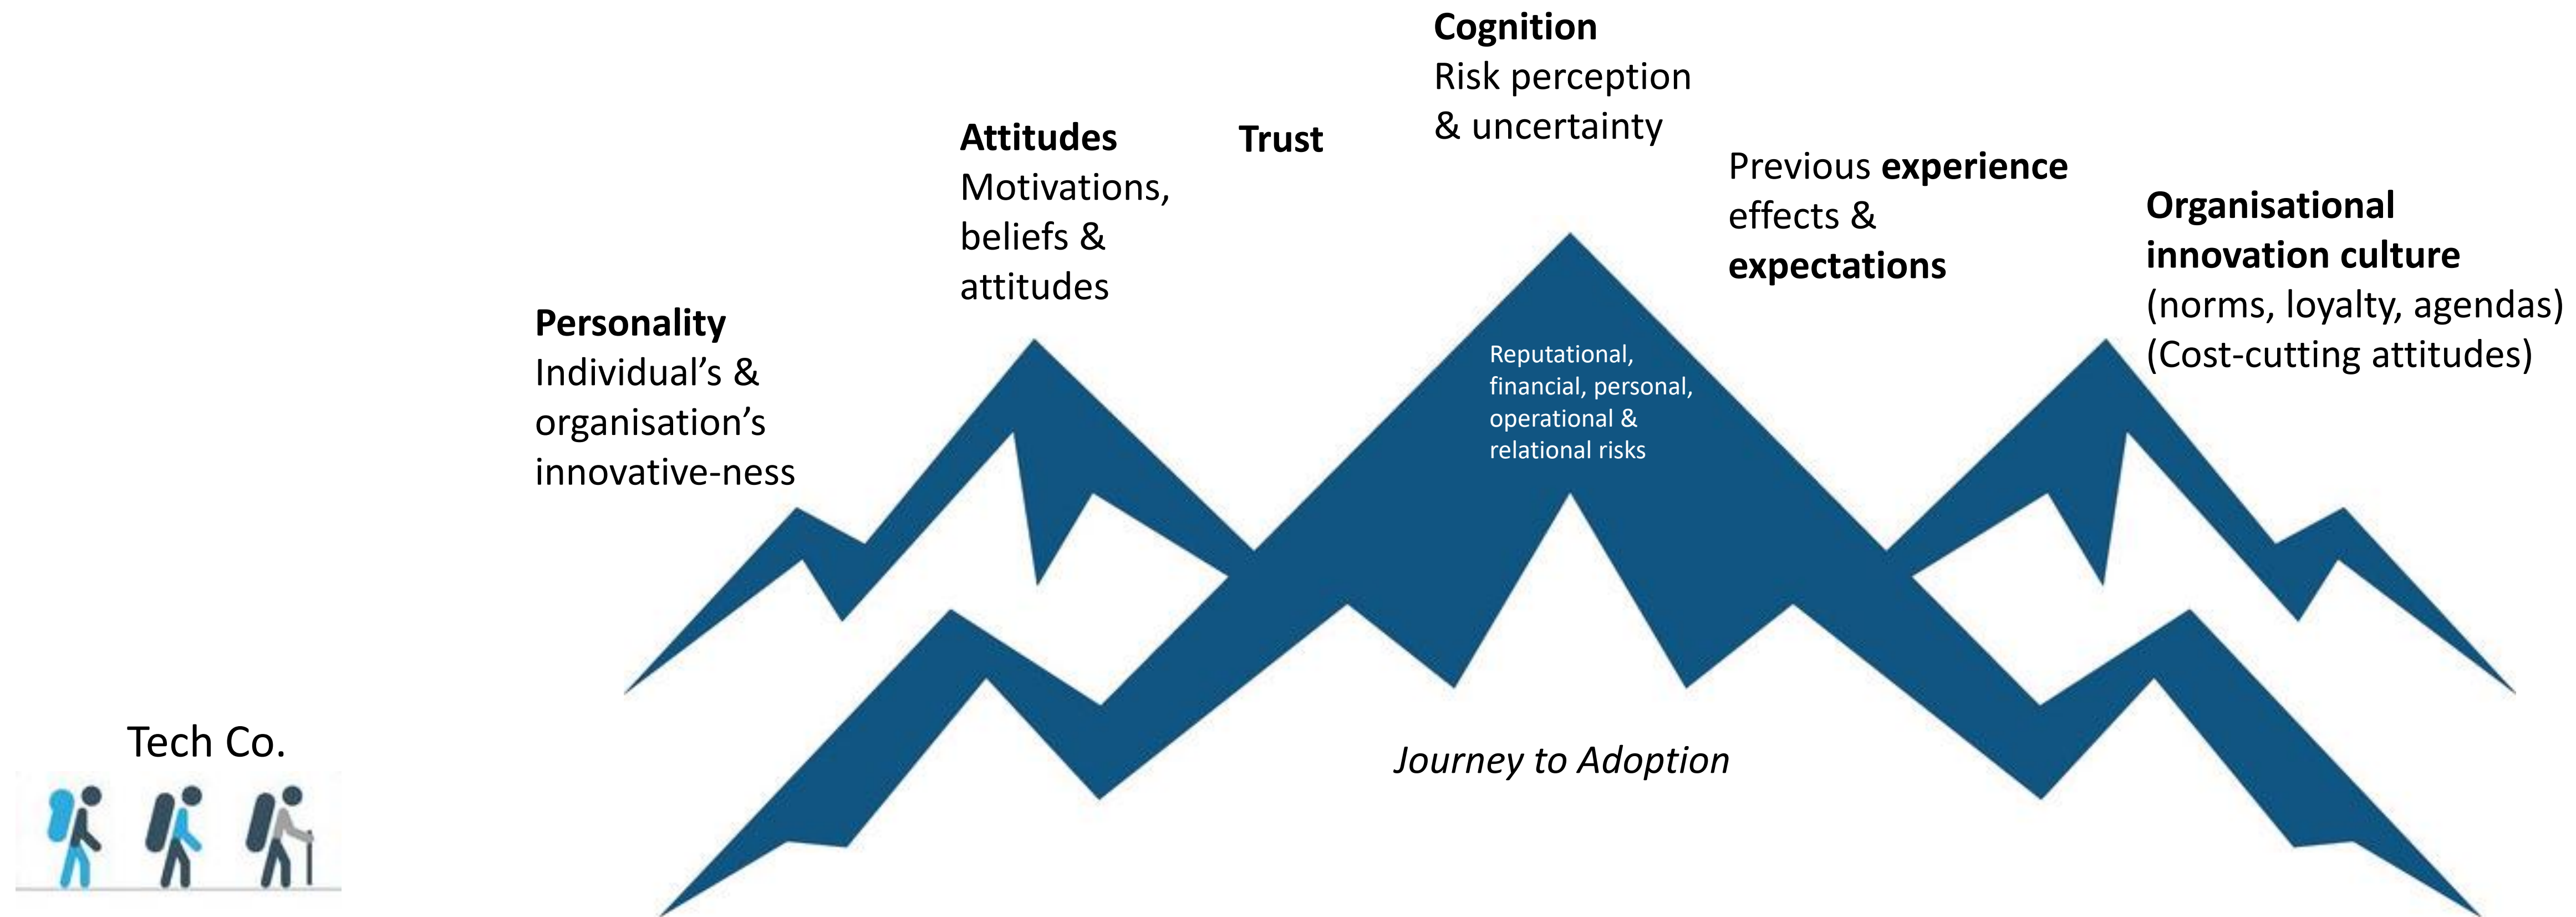 Cognition
Risk perception
& uncertainty
Attitudes
Motivations,
beliefs &
attitudes
Trust
Previous experience
effects &
expectations
Organisational
innovation culture
(norms, loyalty, agendas)
(Cost-cutting attitudes)
Personality
Individual’s &
organisation’s
innovative-ness
Reputational,
financial, personal,
operational &
relational risks
Tech Co.
Journey to Adoption